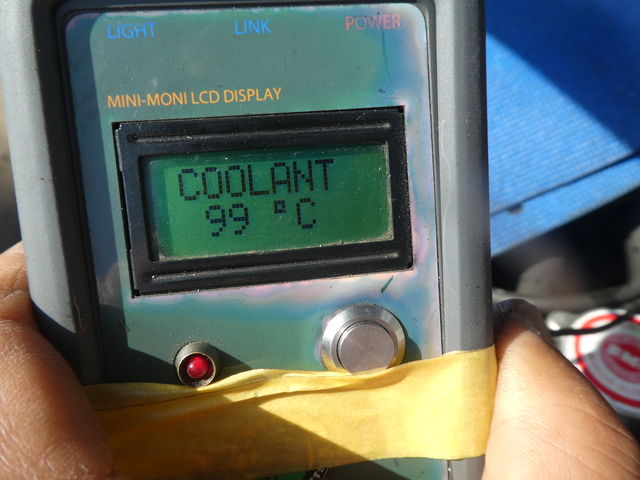 LIGHT LINK POWER
MINI-MONI LCD DISPLAY
COOLANT
99 °C